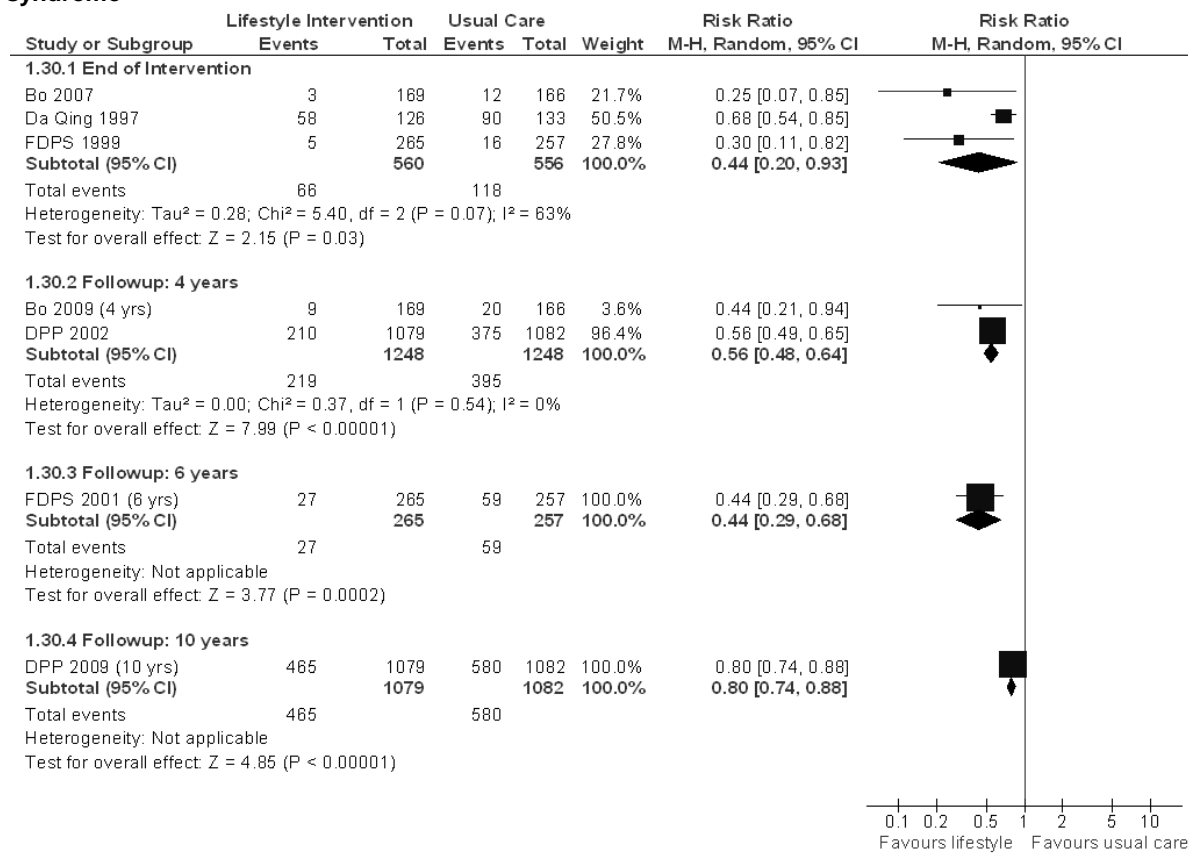 syndrome
Lifestyle Intervention Usual Care Risk Ratio Risk Ratio
Study or Subgroup Events Total Events Total Weight M-H, Random, 95% CI M-H, Random, 95% CI
1.30.1 End of Intervention
Bo 2007 3 169 12 166 21.7% 0.25 [0.07, 0.85]
Da Qing 1997 58 126 90 133 50.5% 0.68 [0.54, 0.85]
FDPS 1999 5 265 16 257 27.8% 0.30 [0.11, 0.82]
Subtotal (95% CI) 560 556 100.0% 0.44 [0.20, 0.93]
Total events 66 118
Heterogeneity: Tau² = 0.28; Chi² = 5.40, df = 2 (P = 0.07); I² = 63%
Test for overall effect: Z = 2.15 (P = 0.03)
1.30.2 Followup: 4 years
Bo 2009 (4 yrs) 9 169 20 166 3.6% 0.44 [0.21, 0.94]
DPP 2002 210 1079 375 1082 96.4% 0.56 [0.49, 0.65]
Subtotal (95% CI) 1248 1248 100.0% 0.56 [0.48, 0.64]
Total events 219 395
Heterogeneity: Tau² = 0.00; Chi² = 0.37, df = 1 (P = 0.54); I² = 0%
Test for overall effect: Z = 7.99 (P < 0.00001)
1.30.3 Followup: 6 years
FDPS 2001 (6 yrs) 27 265 59 257 100.0% 0.44 [0.29, 0.68]
Subtotal (95% CI) 265 257 100.0% 0.44 [0.29, 0.68]
Total events 27 59
Heterogeneity: Not applicable
Test for overall effect: Z = 3.77 (P = 0.0002)
1.30.4 Followup: 10 years
DPP 2009 (10 yrs) 465 1079 580 1082 100.0% 0.80 [0.74, 0.88]
Subtotal (95% CI) 1079 1082 100.0% 0.80 [0.74, 0.88]
Total events 465 580
Heterogeneity: Not applicable
Test for overall effect: Z = 4.85 (P < 0.00001)
0.1 0.2 0.5 1 2 5 10
Favours lifestyle Favours usual care